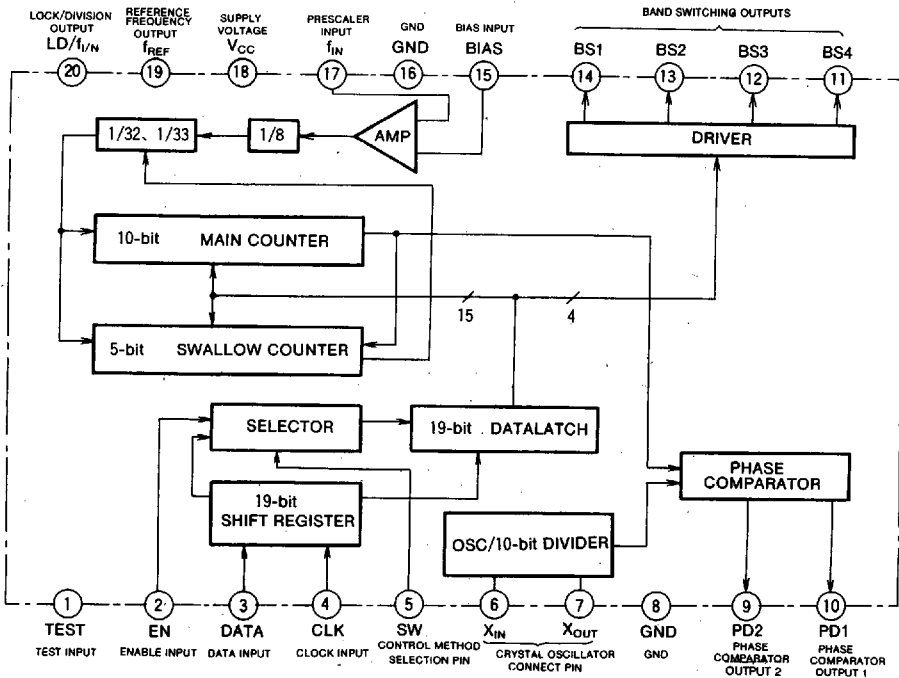 LOCK/DIVISION OUTPUT
LD/f1/N
REFERENCE FREQUENCY OUTPUT
fREF
SUPPLY VOLTAGE
VCC
PRESCALER INPUT
fIN
GND
GND
BIAS INPUT
BIAS
BAND SWITCHING OUTPUTS
BS1
BS2
BS3
BS4
20
19
18
17
16
15
14
13
12
11
1/32、1/33
1/8
AMP
DRIVER
10-bit MAIN COUNTER
15
4
5-bit SWALLOW COUNTER
SELECTOR
19-bit DATALATCH
19-bit
SHIFT REGISTER
PHASE
COMPARATOR
OSC/10-bit DIVIDER
1
2
3
4
5
6
7
8
9
10
TEST
EN
DATA
CLK
SW
XIN
XOUT
GND
PD2
PD1
TEST INPUT
ENABLE INPUT
DATA INPUT
CLOCK INPUT
CONTROL METHOD
SELECTION PIN
CRYSTAL OSCILLATOR
CONNECT PIN
GND
PHASE
COMPARATOR
OUTPUT 2
PHASE
COMPARATOR
OUTPUT 1